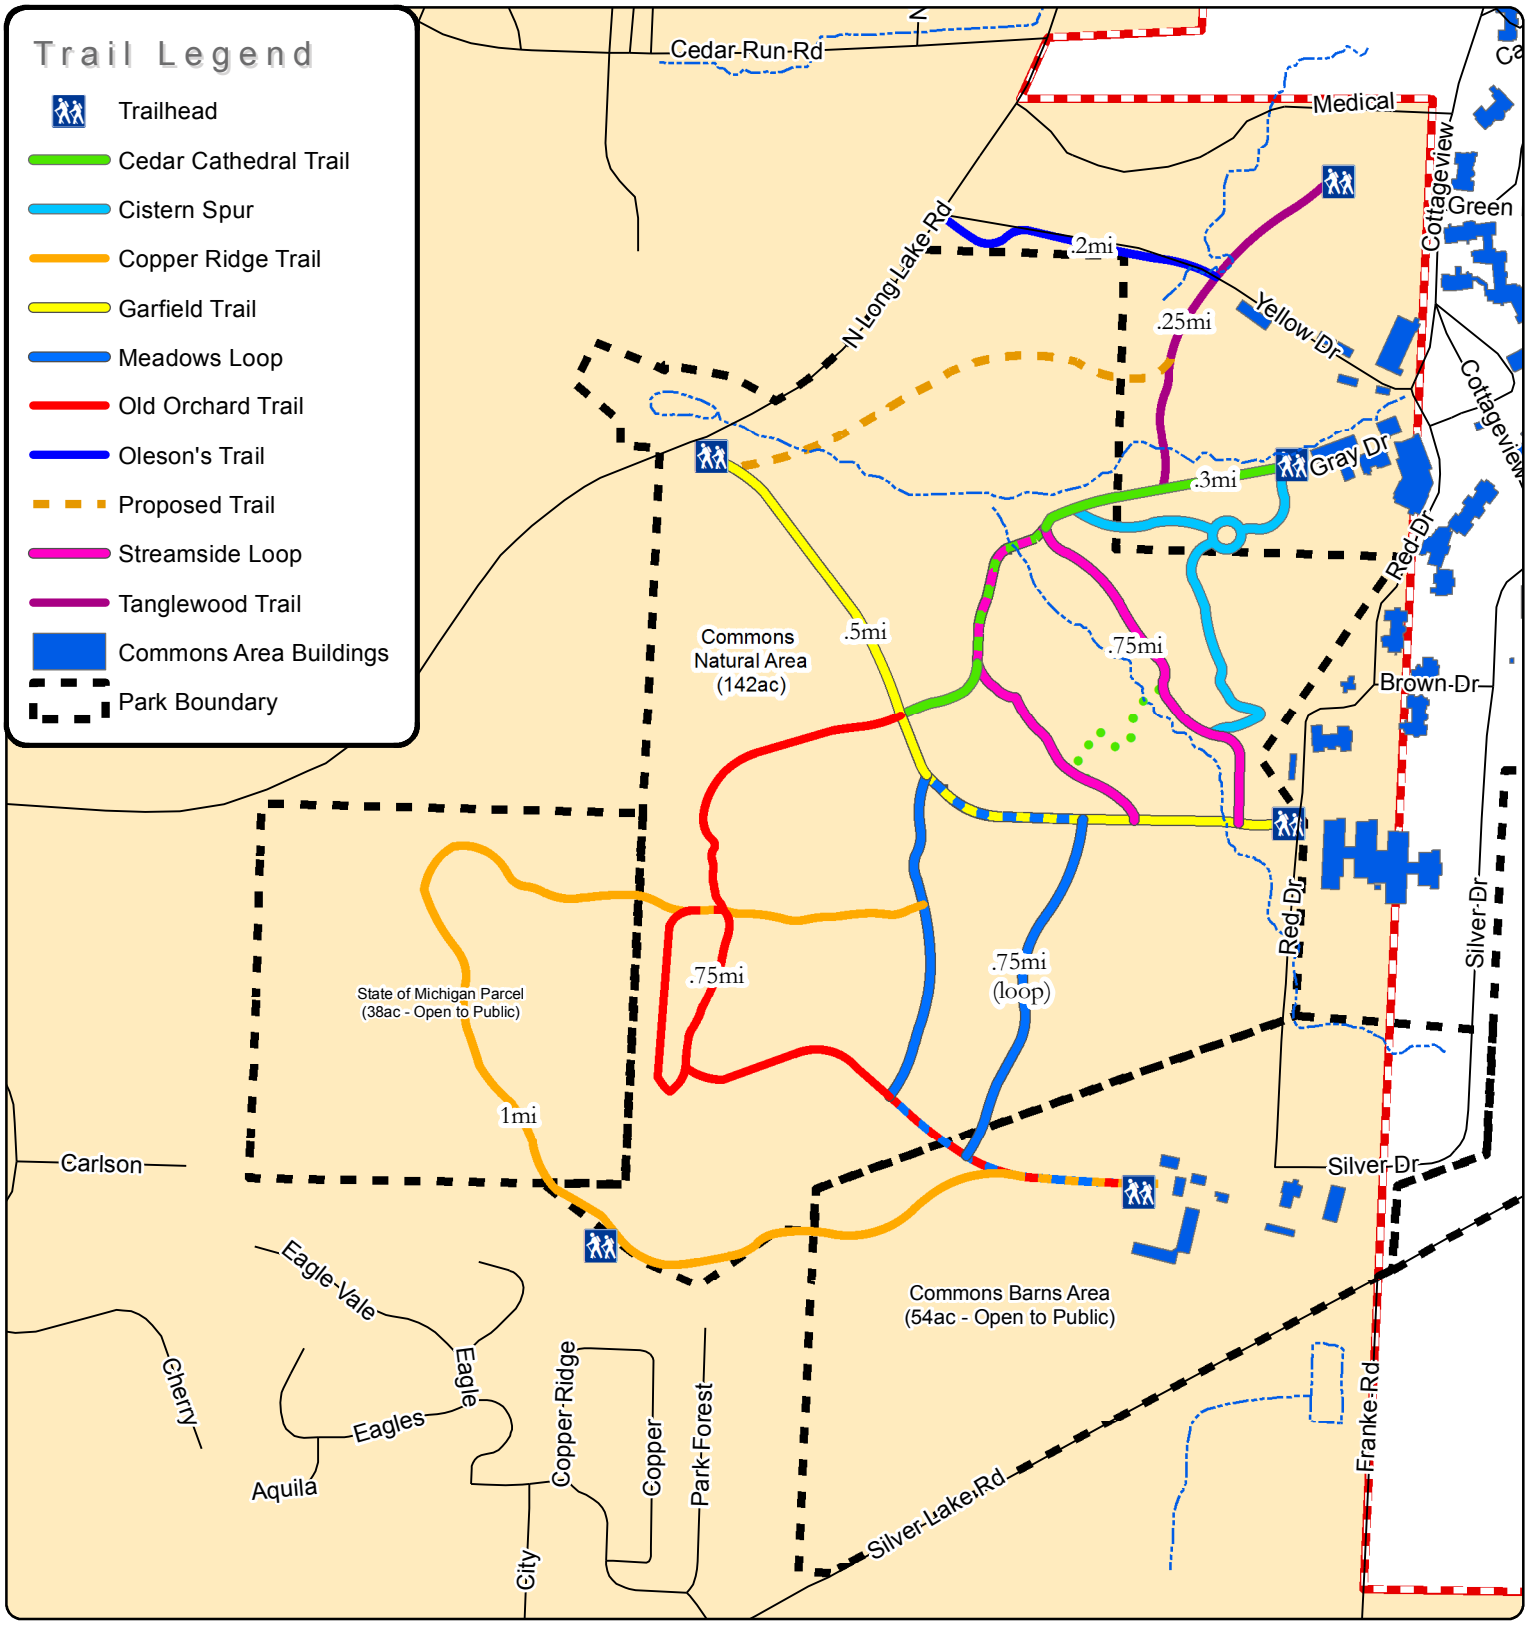 Trail Legend
Trailhead
Cedar Cathedral Trail
Cistern Spur
Copper Ridge Trail
Garfield Trail
Meadows Loop
Old Orchard Trail
Oleson's Trail
Proposed Trail
Streamside Loop
Tanglewood Trail
Commons Area Buildings
Park Boundary
Cedar-Run-Rd
N
Ca
Medical
Cottageview
Green
N-Long-Lake-Rd
.2mi
.25mi
Yellow-Dr
Cottageview
Gray Dr
.3mi
Red-Dr
.5mi
Commons
Natural Area
(142ac)
.75mi
Brown-Dr
Red-Dr
Silver-Dr
.75mi
.75mi
(loop)
State of Michigan Parcel
(38ac - Open to Public)
1mi
Carlson
Silver-Dr
Eagle-Vale
Commons Barns Area
(54ac - Open to Public)
Cherry
Eagle
Eagles
Aquila
Copper-Ridge
Copper
Park-Forest
Franke-Rd
Silver-Lake-Rd
City